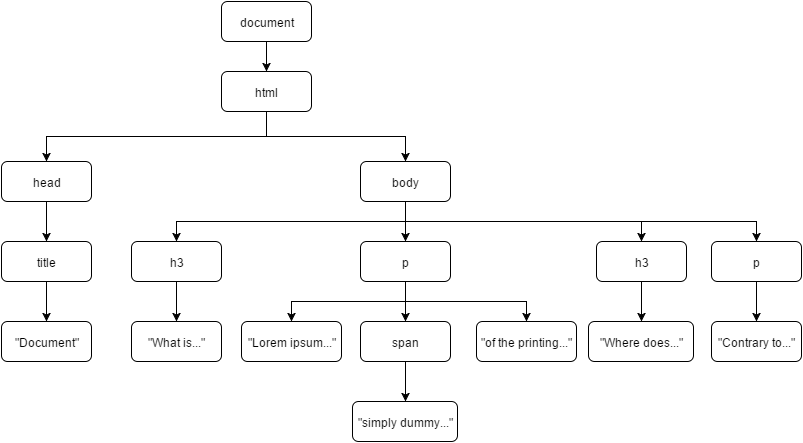 document
html
head
body
title
h3
p
h3
p
"Document"
"What is..."
"Lorem ipsum..."
span
"of the printing..."
"Where does..."
"Contrary to..."
"simply dummy..."